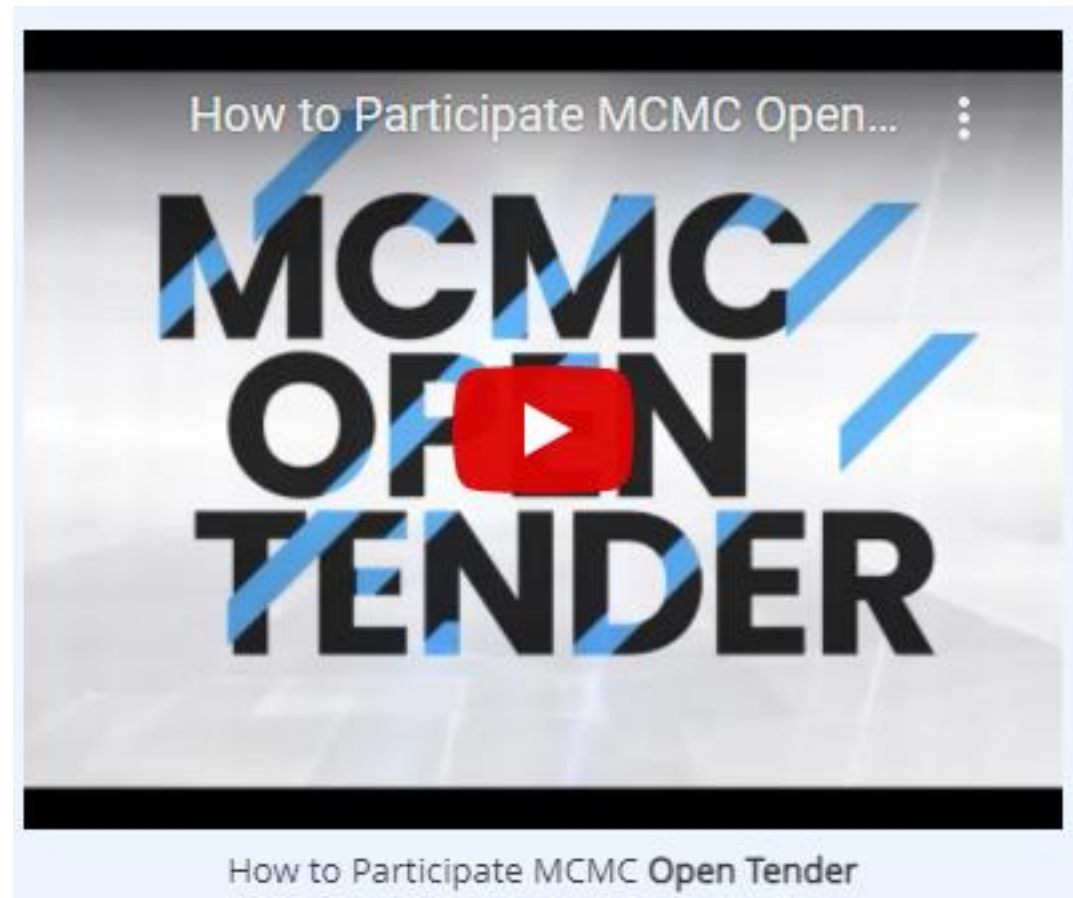 How to Participate MCMC Open...
MCMC
OPEN
TENDER
How to Participate MCMC Open Tender